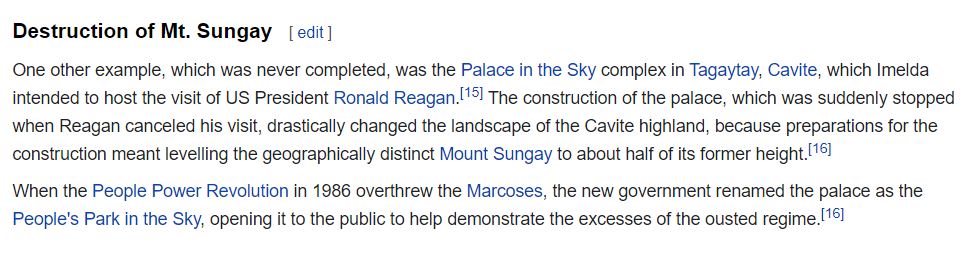 Destruction of Mt. Sungay [ edit ]
One other example, which was never completed, was the Palace in the Sky complex in Tagaytay, Cavite, which Imelda
intended to host the visit of US President Ronald Reagan.[15] The construction of the palace, which was suddenly stopped
when Reagan canceled his visit, drastically changed the landscape of the Cavite highland, because preparations for the
construction meant levelling the geographically distinct Mount Sungay to about half of its former height.[16]
When the People Power Revolution in 1986 overthrew the Marcoses, the new government renamed the palace as the
People's Park in the Sky, opening it to the public to help demonstrate the excesses of the ousted regime.[16]